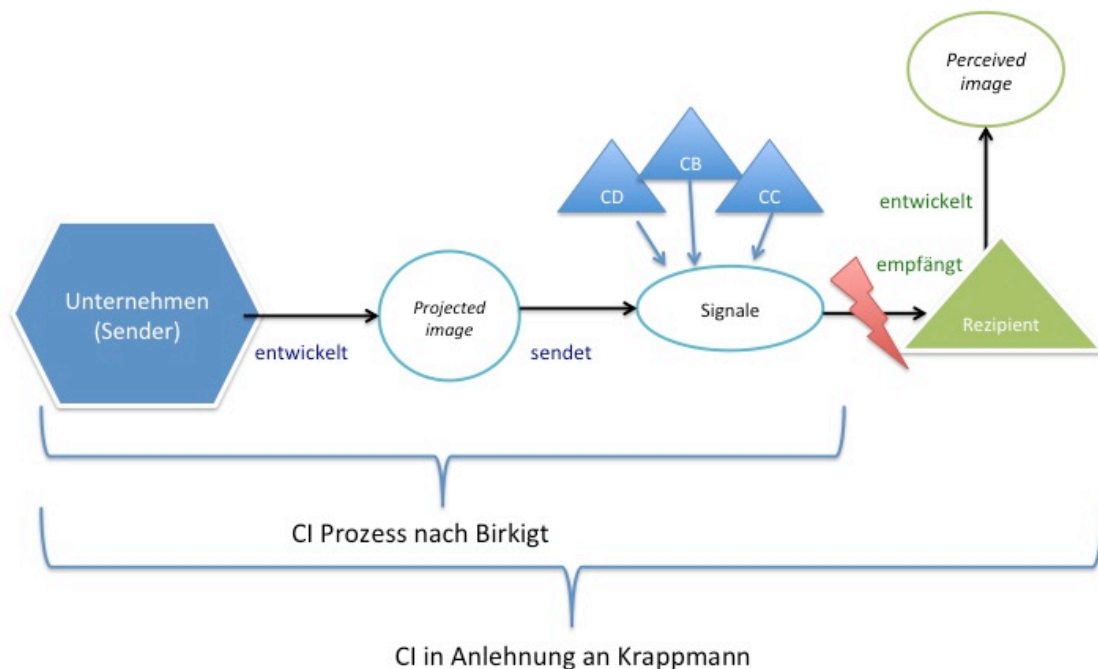 Perceived
image
CB
CD
CC
entwickelt
empfängt
Unternehmen
(Sender)
entwickelt
Projected
image
sendet
Signale
Rezipient
CI Prozess nach Birkigt
CI in Anlehnung an Krappmann